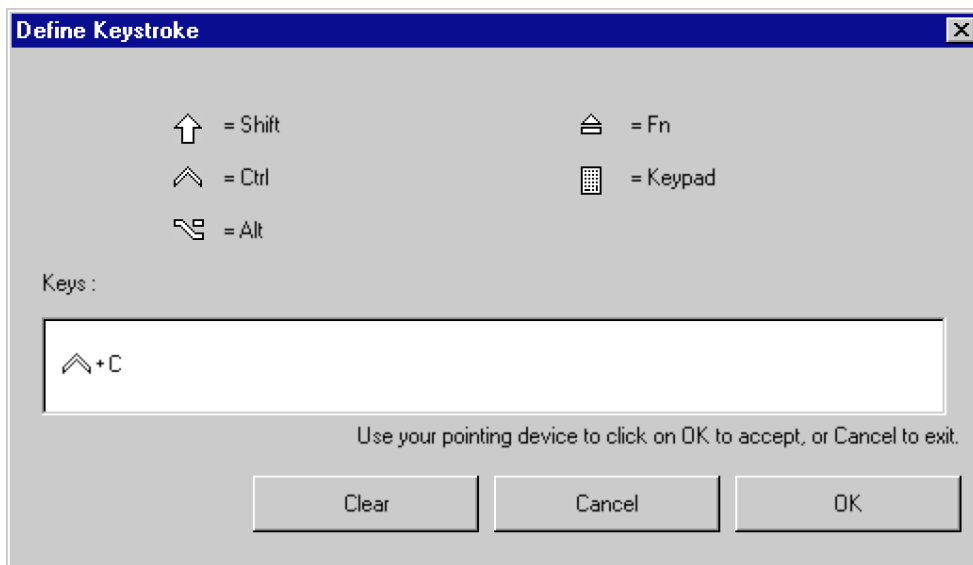 Define Keystroke
= Shift
= Fn
= Ctrl
= Keypad
= Alt
Keys :
+ C
Use your pointing device to click on OK to accept, or Cancel to exit.
Clear
Cancel
OK